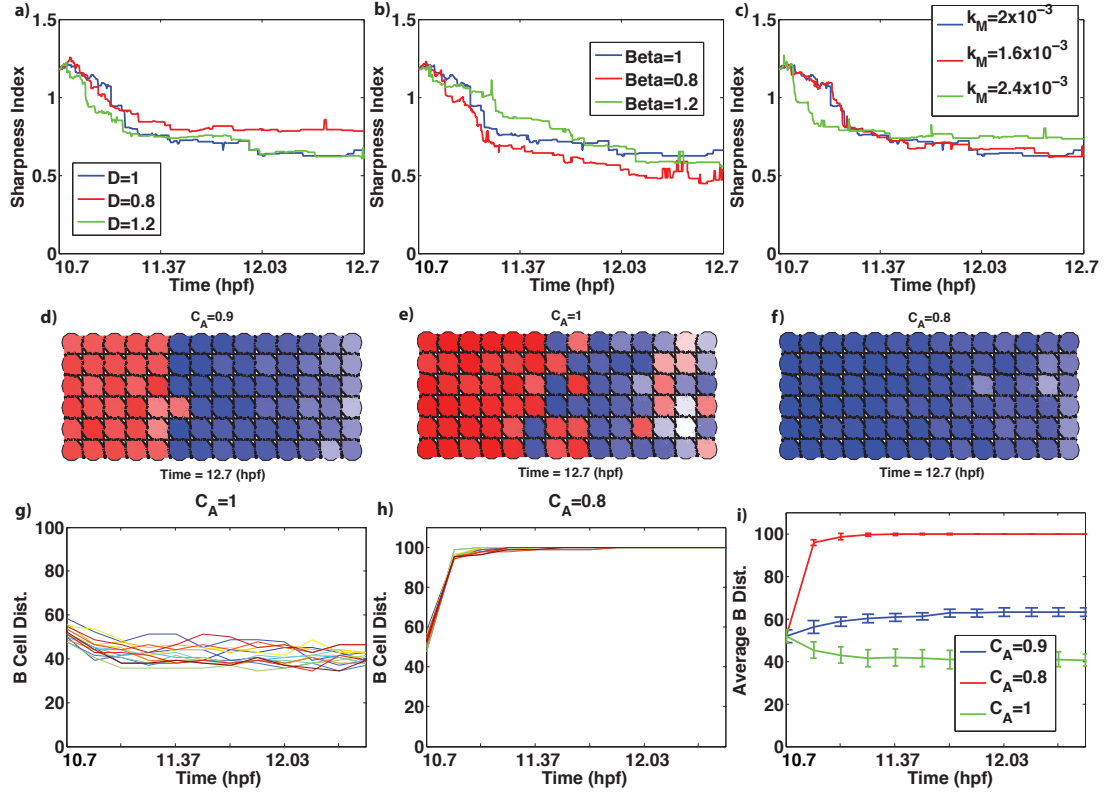 a)
Sharpness Index
1.5
1
0.5
0
10.7
11.37
12.03
12.7
Time (hpf)
D=1
D=0.8
D=1.2
b)
Sharpness Index
1.5
1
0.5
0
10.7
11.37
12.03
12.7
Time (hpf)
Beta=1
Beta=0.8
Beta=1.2
c)
Sharpness Index
1.5
1
0.5
0
10.7
11.37
12.03
12.7
Time (hpf)
k_M=2x10^−3
k_M=1.6x10^−3
k_M=2.4x10^−3
d)
C_A=0.9
Time = 12.7 (hpf)
e)
C_A=1
Time = 12.7 (hpf)
f)
C_A=0.8
Time = 12.7 (hpf)
g)
C_A=1
B Cell Dist.
100
80
60
40
20
0
10.7
11.37
12.03
Time (hpf)
h)
C_A=0.8
B Cell Dist.
100
80
60
40
20
0
10.7
11.37
12.03
Time (hpf)
i)
Average B Dist.
100
80
60
40
20
0
10.7
11.37
12.03
Time (hpf)
C_A=0.9
C_A=0.8
C_A=1